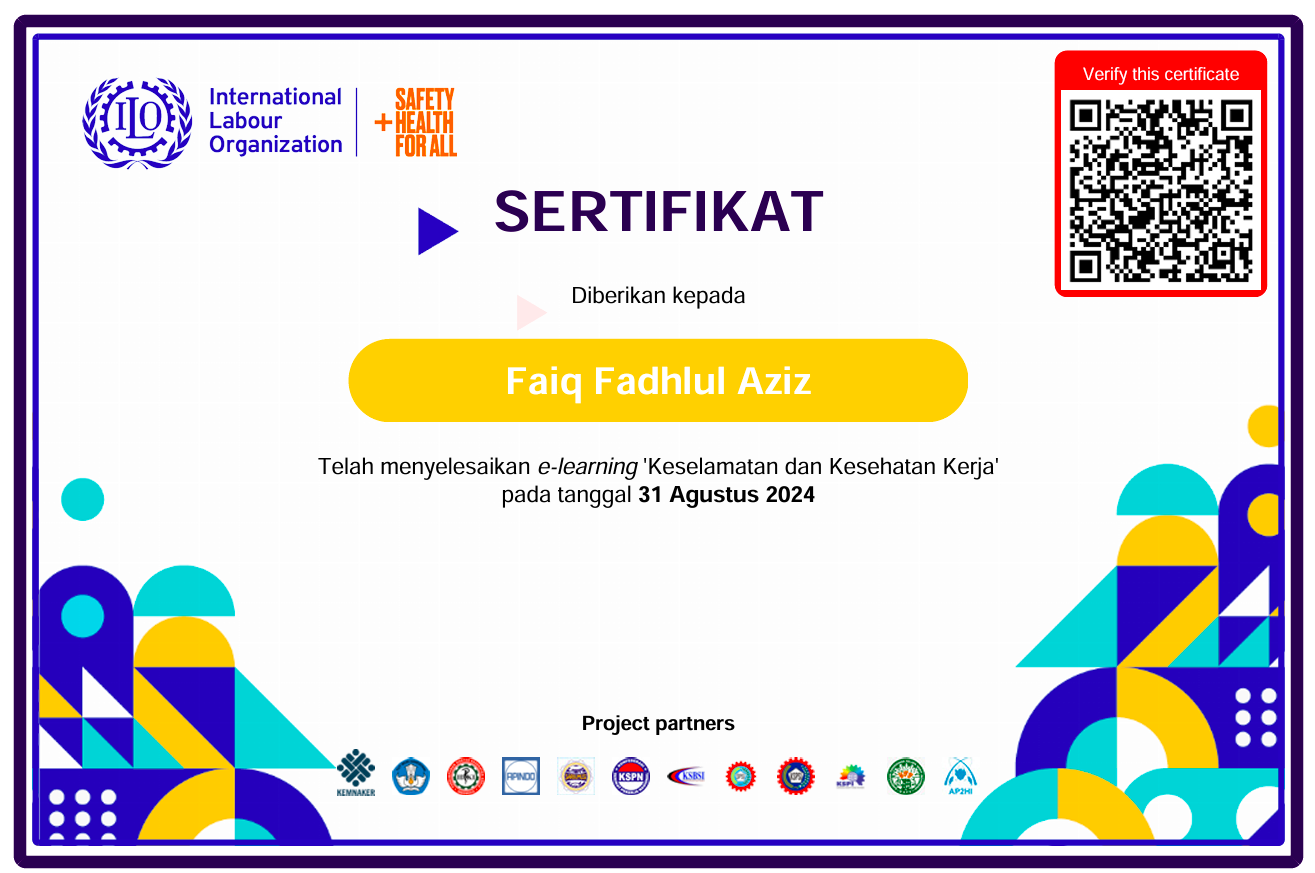 Verify this certificate
ILO
International
Labour
Organization
SAFETY
+HEALTH
FOR ALL
SERTIFIKAT
Diberikan kepada
Faiq Fadhlul Aziz
Telah menyelesaikan e-learning 'Keselamatan dan Kesehatan Kerja'
pada tanggal 31 Agustus 2024
Project partners
KEMNAKER
APINDO
KSPN
KSBSI
KSPI
AP2HI